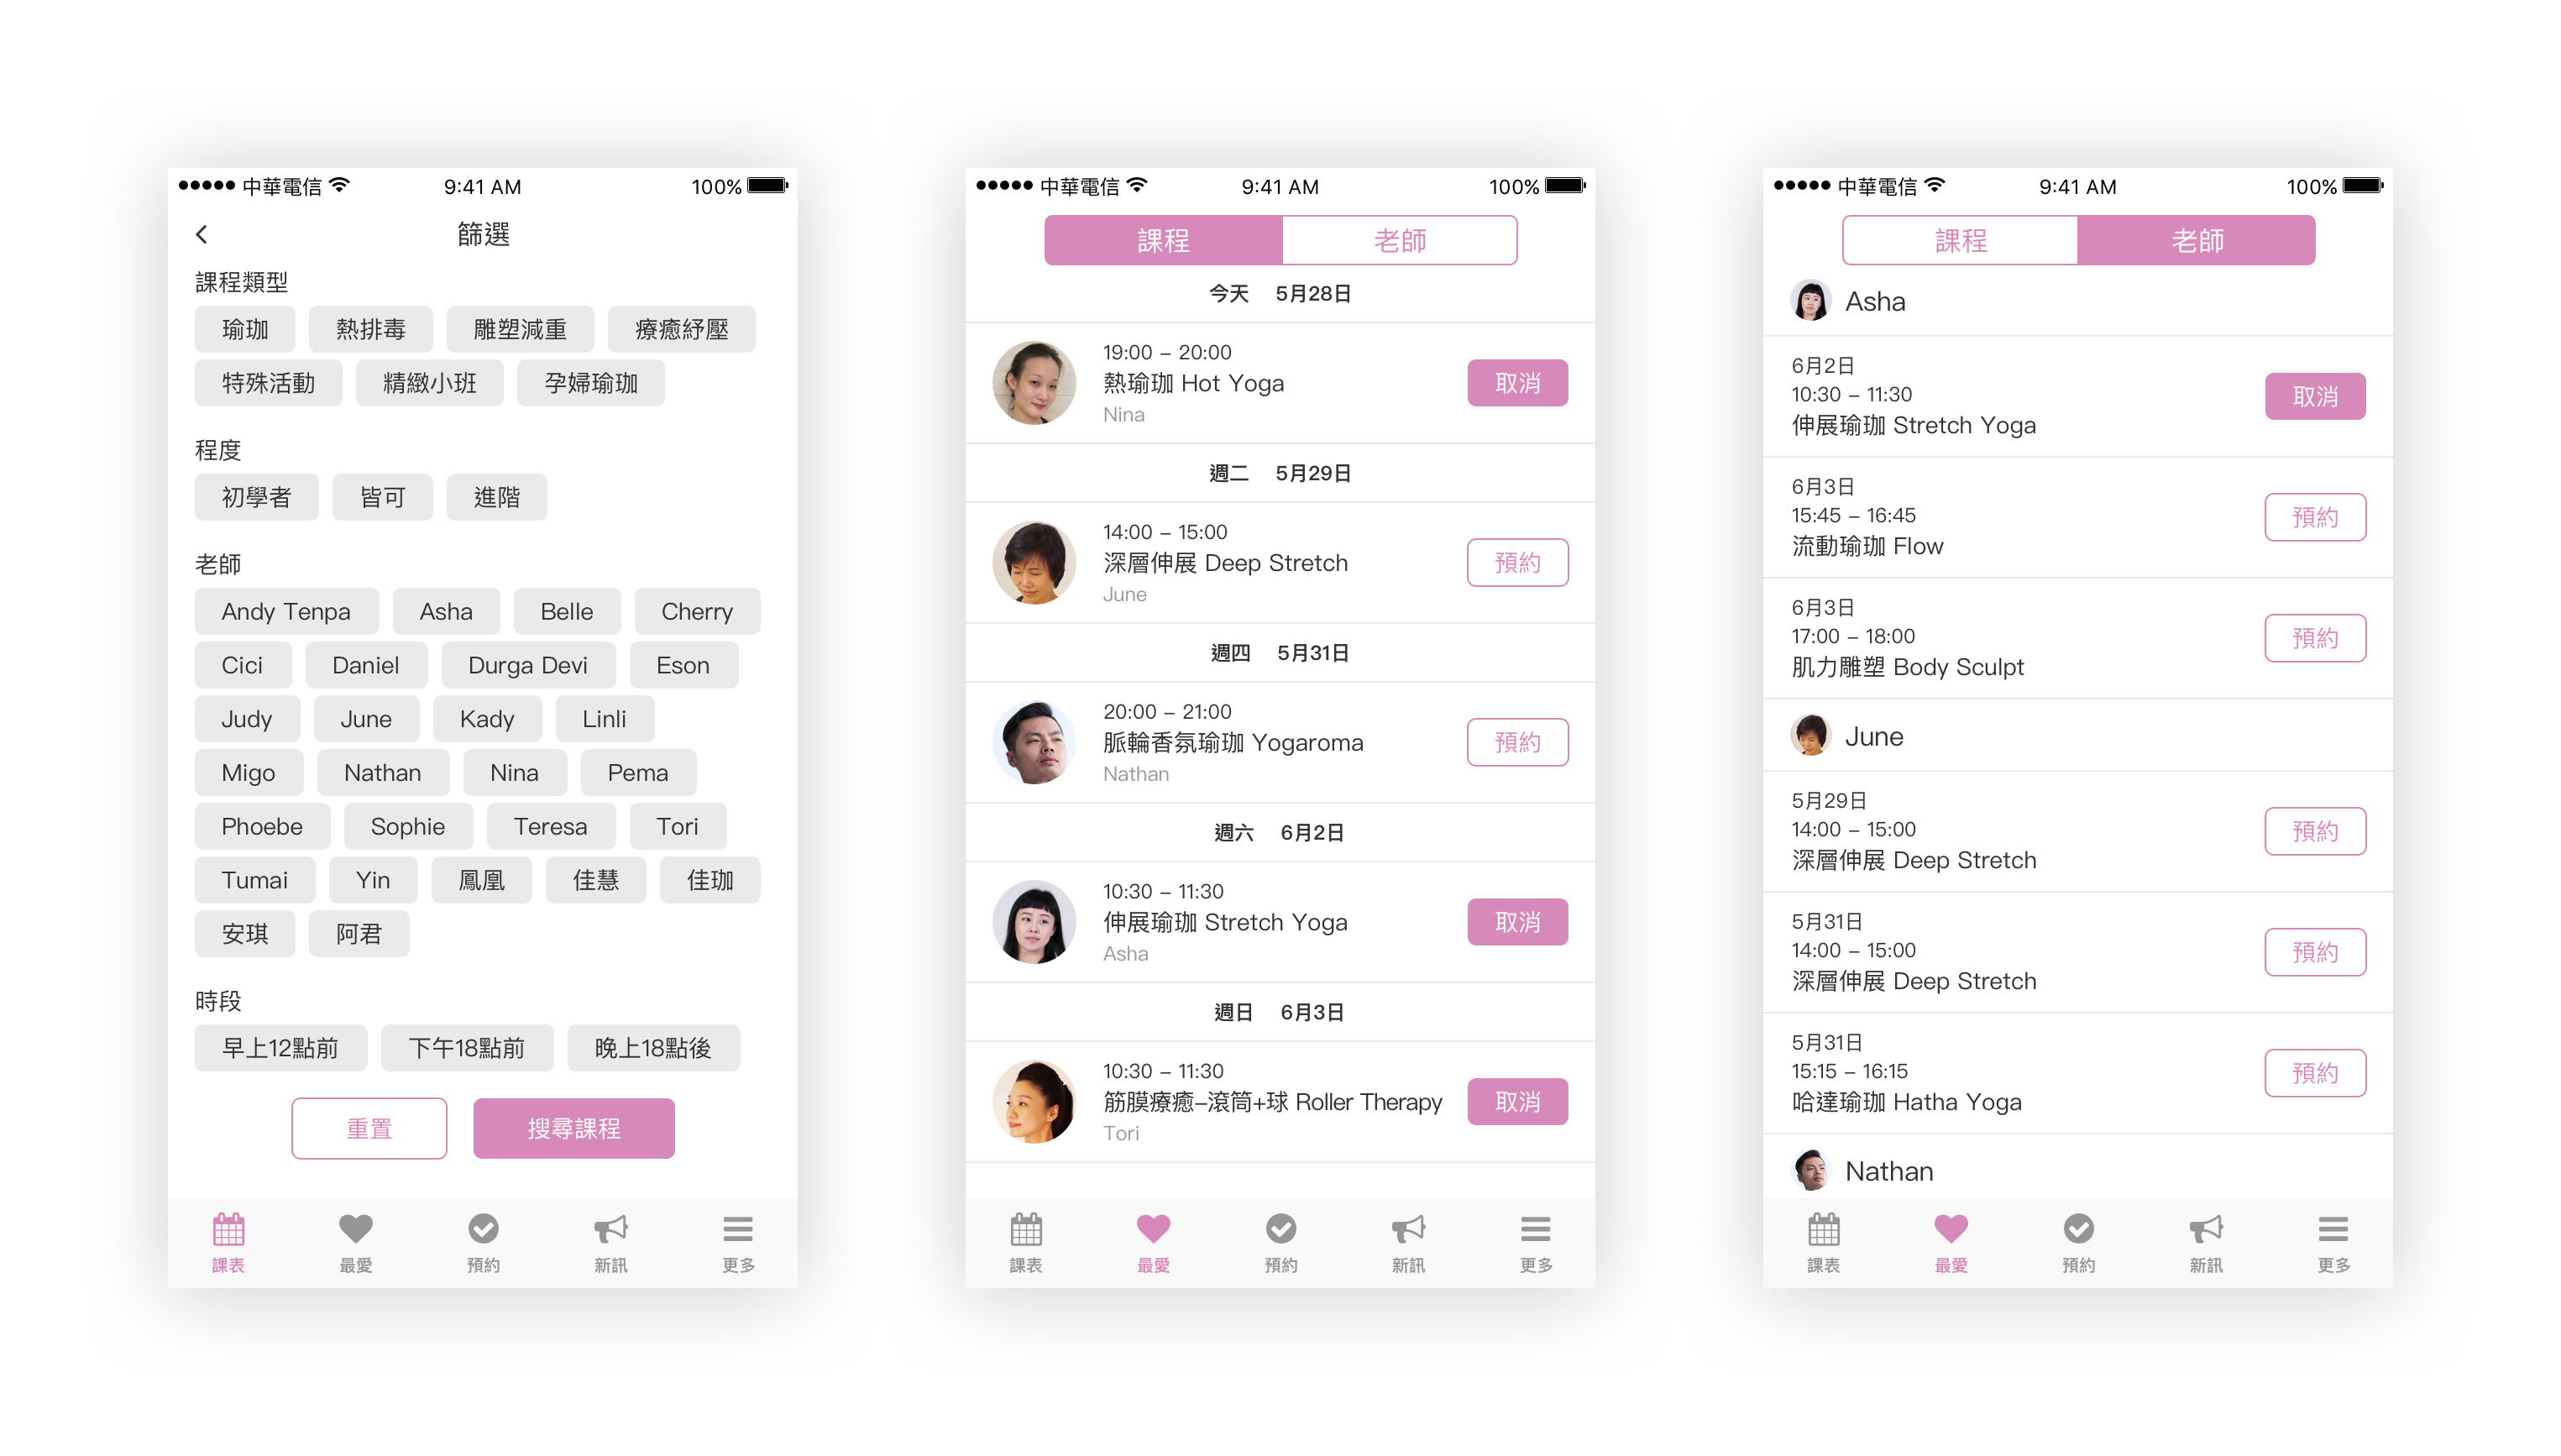 中華電信 9:41 AM 100%
篩選
課程類型
瑜珈 熱排毒 雕塑減重 療癒紓壓
特殊活動 精緻小班 孕婦瑜珈
程度
初學者 皆可 進階
老師
Andy Tenpa Asha Belle Cherry
Cici Daniel Durga Devi Eson
Judy June Kady Linli
Migo Nathan Nina Pema
Phoebe Sophie Teresa Tori
Tumai Yin 鳳凰 佳慧 佳珈
安琪 阿君
時段
早上12點前 下午18點前 晚上18點後
重置 搜尋課程
課表 最愛 預約 新訊 更多
中華電信 9:41 AM 100%
課程 老師
今天 5月28日
19:00 – 20:00
熱瑜珈 Hot Yoga
Nina
取消
週二 5月29日
14:00 – 15:00
深層伸展 Deep Stretch
June
預約
週四 5月31日
20:00 – 21:00
脈輪香氛瑜珈 Yogaroma
Nathan
預約
週六 6月2日
10:30 – 11:30
伸展瑜珈 Stretch Yoga
Asha
取消
週日 6月3日
10:30 – 11:30
筋膜療癒–滾筒+球 Roller Therapy
Tori
取消
課表 最愛 預約 新訊 更多
中華電信 9:41 AM 100%
課程 老師
Asha
6月2日
10:30 – 11:30
伸展瑜珈 Stretch Yoga
取消
6月3日
15:45 – 16:45
流動瑜珈 Flow
預約
6月3日
17:00 – 18:00
肌力雕塑 Body Sculpt
預約
June
5月29日
14:00 – 15:00
深層伸展 Deep Stretch
預約
5月31日
14:00 – 15:00
深層伸展 Deep Stretch
預約
5月31日
15:15 – 16:15
哈達瑜珈 Hatha Yoga
預約
Nathan
課表 最愛 預約 新訊 更多